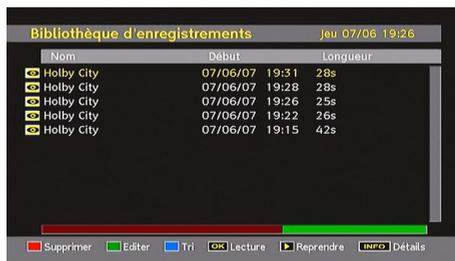 Bibliothèque d'enregistrements Jeu 07/06 19:26
Nom Début Longueur
Holby City 07/06/07 19:31 28s
Holby City 07/06/07 19:28 28s
Holby City 07/06/07 19:26 25s
Holby City 07/06/07 19:22 26s
Holby City 07/06/07 19:15 42s
Supprimer Editer Tri OK Lecture Reprendre INFO Détails